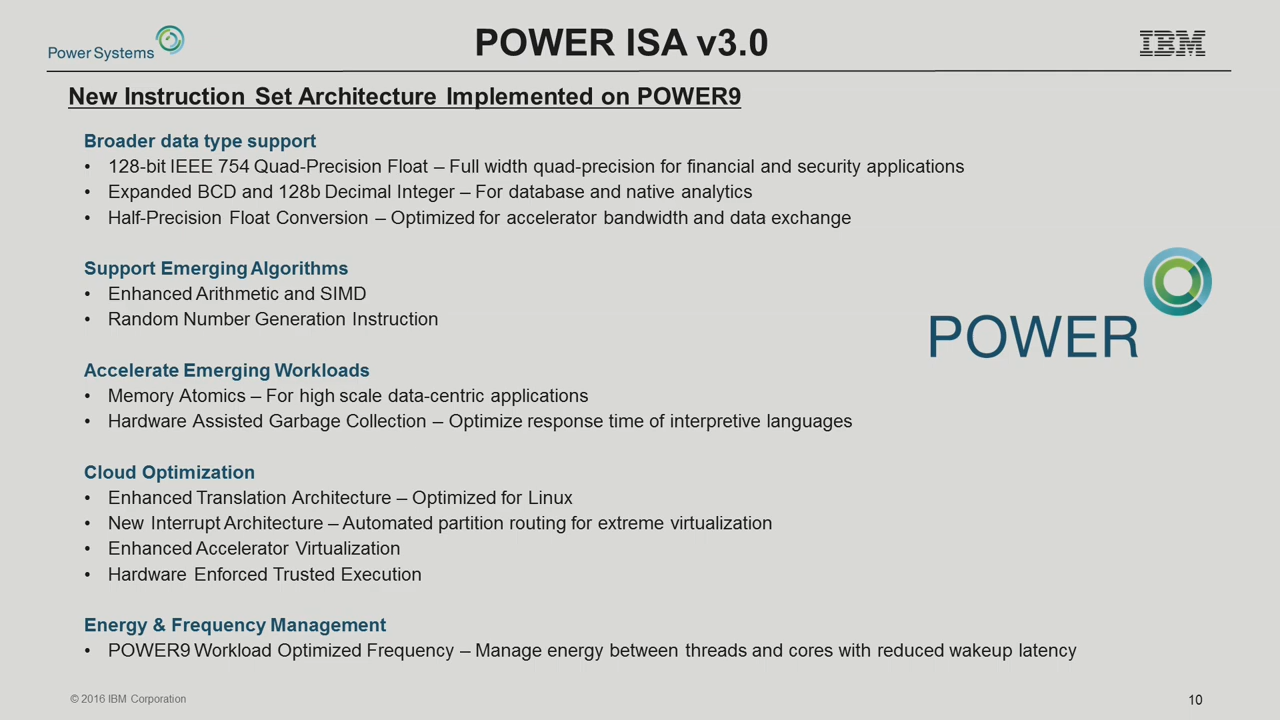 Power Systems
POWER ISA v3.0
IBM
New Instruction Set Architecture Implemented on POWER9
Broader data type support
• 128-bit IEEE 754 Quad-Precision Float – Full width quad-precision for financial and security applications
• Expanded BCD and 128b Decimal Integer – For database and native analytics
• Half-Precision Float Conversion – Optimized for accelerator bandwidth and data exchange
Support Emerging Algorithms
• Enhanced Arithmetic and SIMD
• Random Number Generation Instruction
POWER
Accelerate Emerging Workloads
• Memory Atomics – For high scale data-centric applications
• Hardware Assisted Garbage Collection – Optimize response time of interpretive languages
Cloud Optimization
• Enhanced Translation Architecture – Optimized for Linux
• New Interrupt Architecture – Automated partition routing for extreme virtualization
• Enhanced Accelerator Virtualization
• Hardware Enforced Trusted Execution
Energy & Frequency Management
• POWER9 Workload Optimized Frequency – Manage energy between threads and cores with reduced wakeup latency
© 2016 IBM Corporation
10